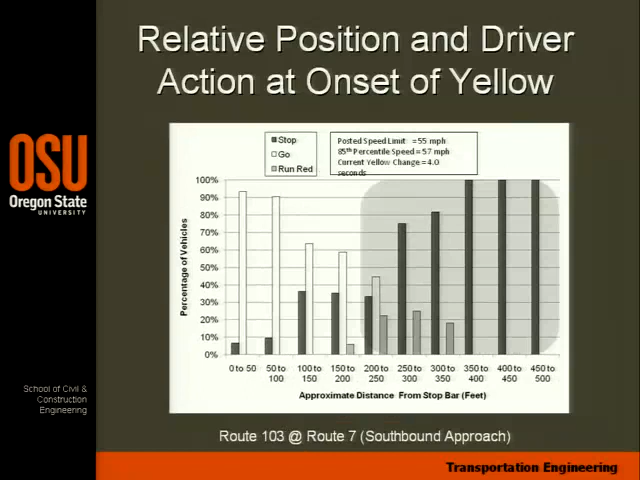 Relative Position and Driver
Action at Onset of Yellow
OSU
Oregon State
UNIVERSITY
School of Civil &
Construction
Engineering
Stop
Go
Run Red
Posted Speed Limit = 55 mph
85th Percentile Speed = 57 mph
Current Yellow Change = 4.0
seconds
Percentage of Vehicles
100%
90%
80%
70%
60%
50%
40%
30%
20%
10%
0%
0 to 50
50 to 100
100 to 150
150 to 200
200 to 250
250 to 300
300 to 350
350 to 400
400 to 450
450 to 500
Approximate Distance From Stop Bar (Feet)
Route 103 @ Route 7 (Southbound Approach)
Transportation Engineering